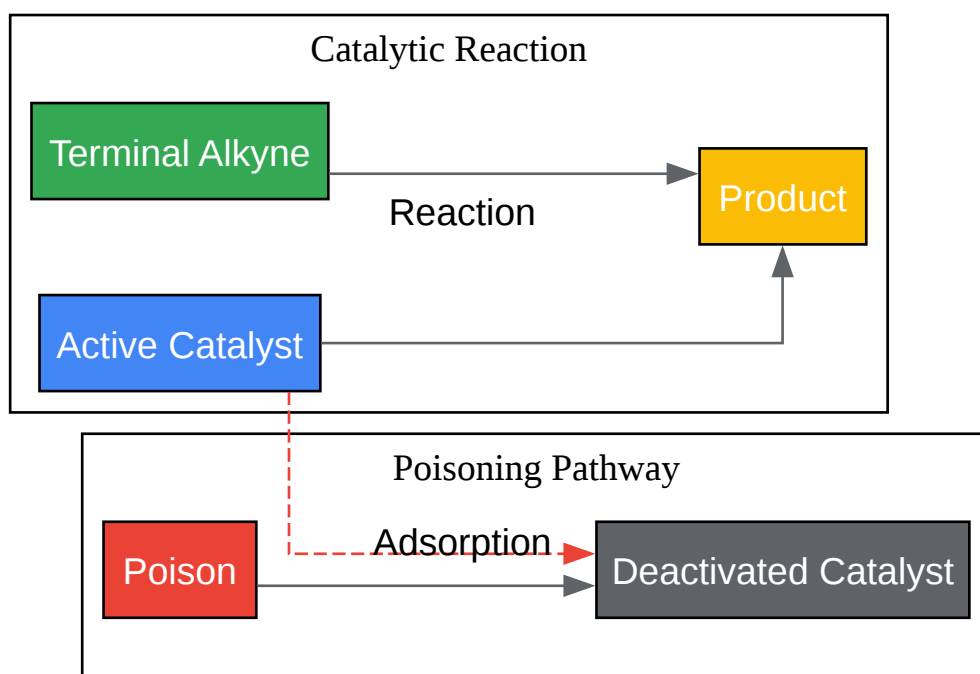 Catalytic Reaction
Terminal Alkyne
Product
Reaction
Active Catalyst
Poisoning Pathway
Adsorption
Poison
Deactivated Catalyst